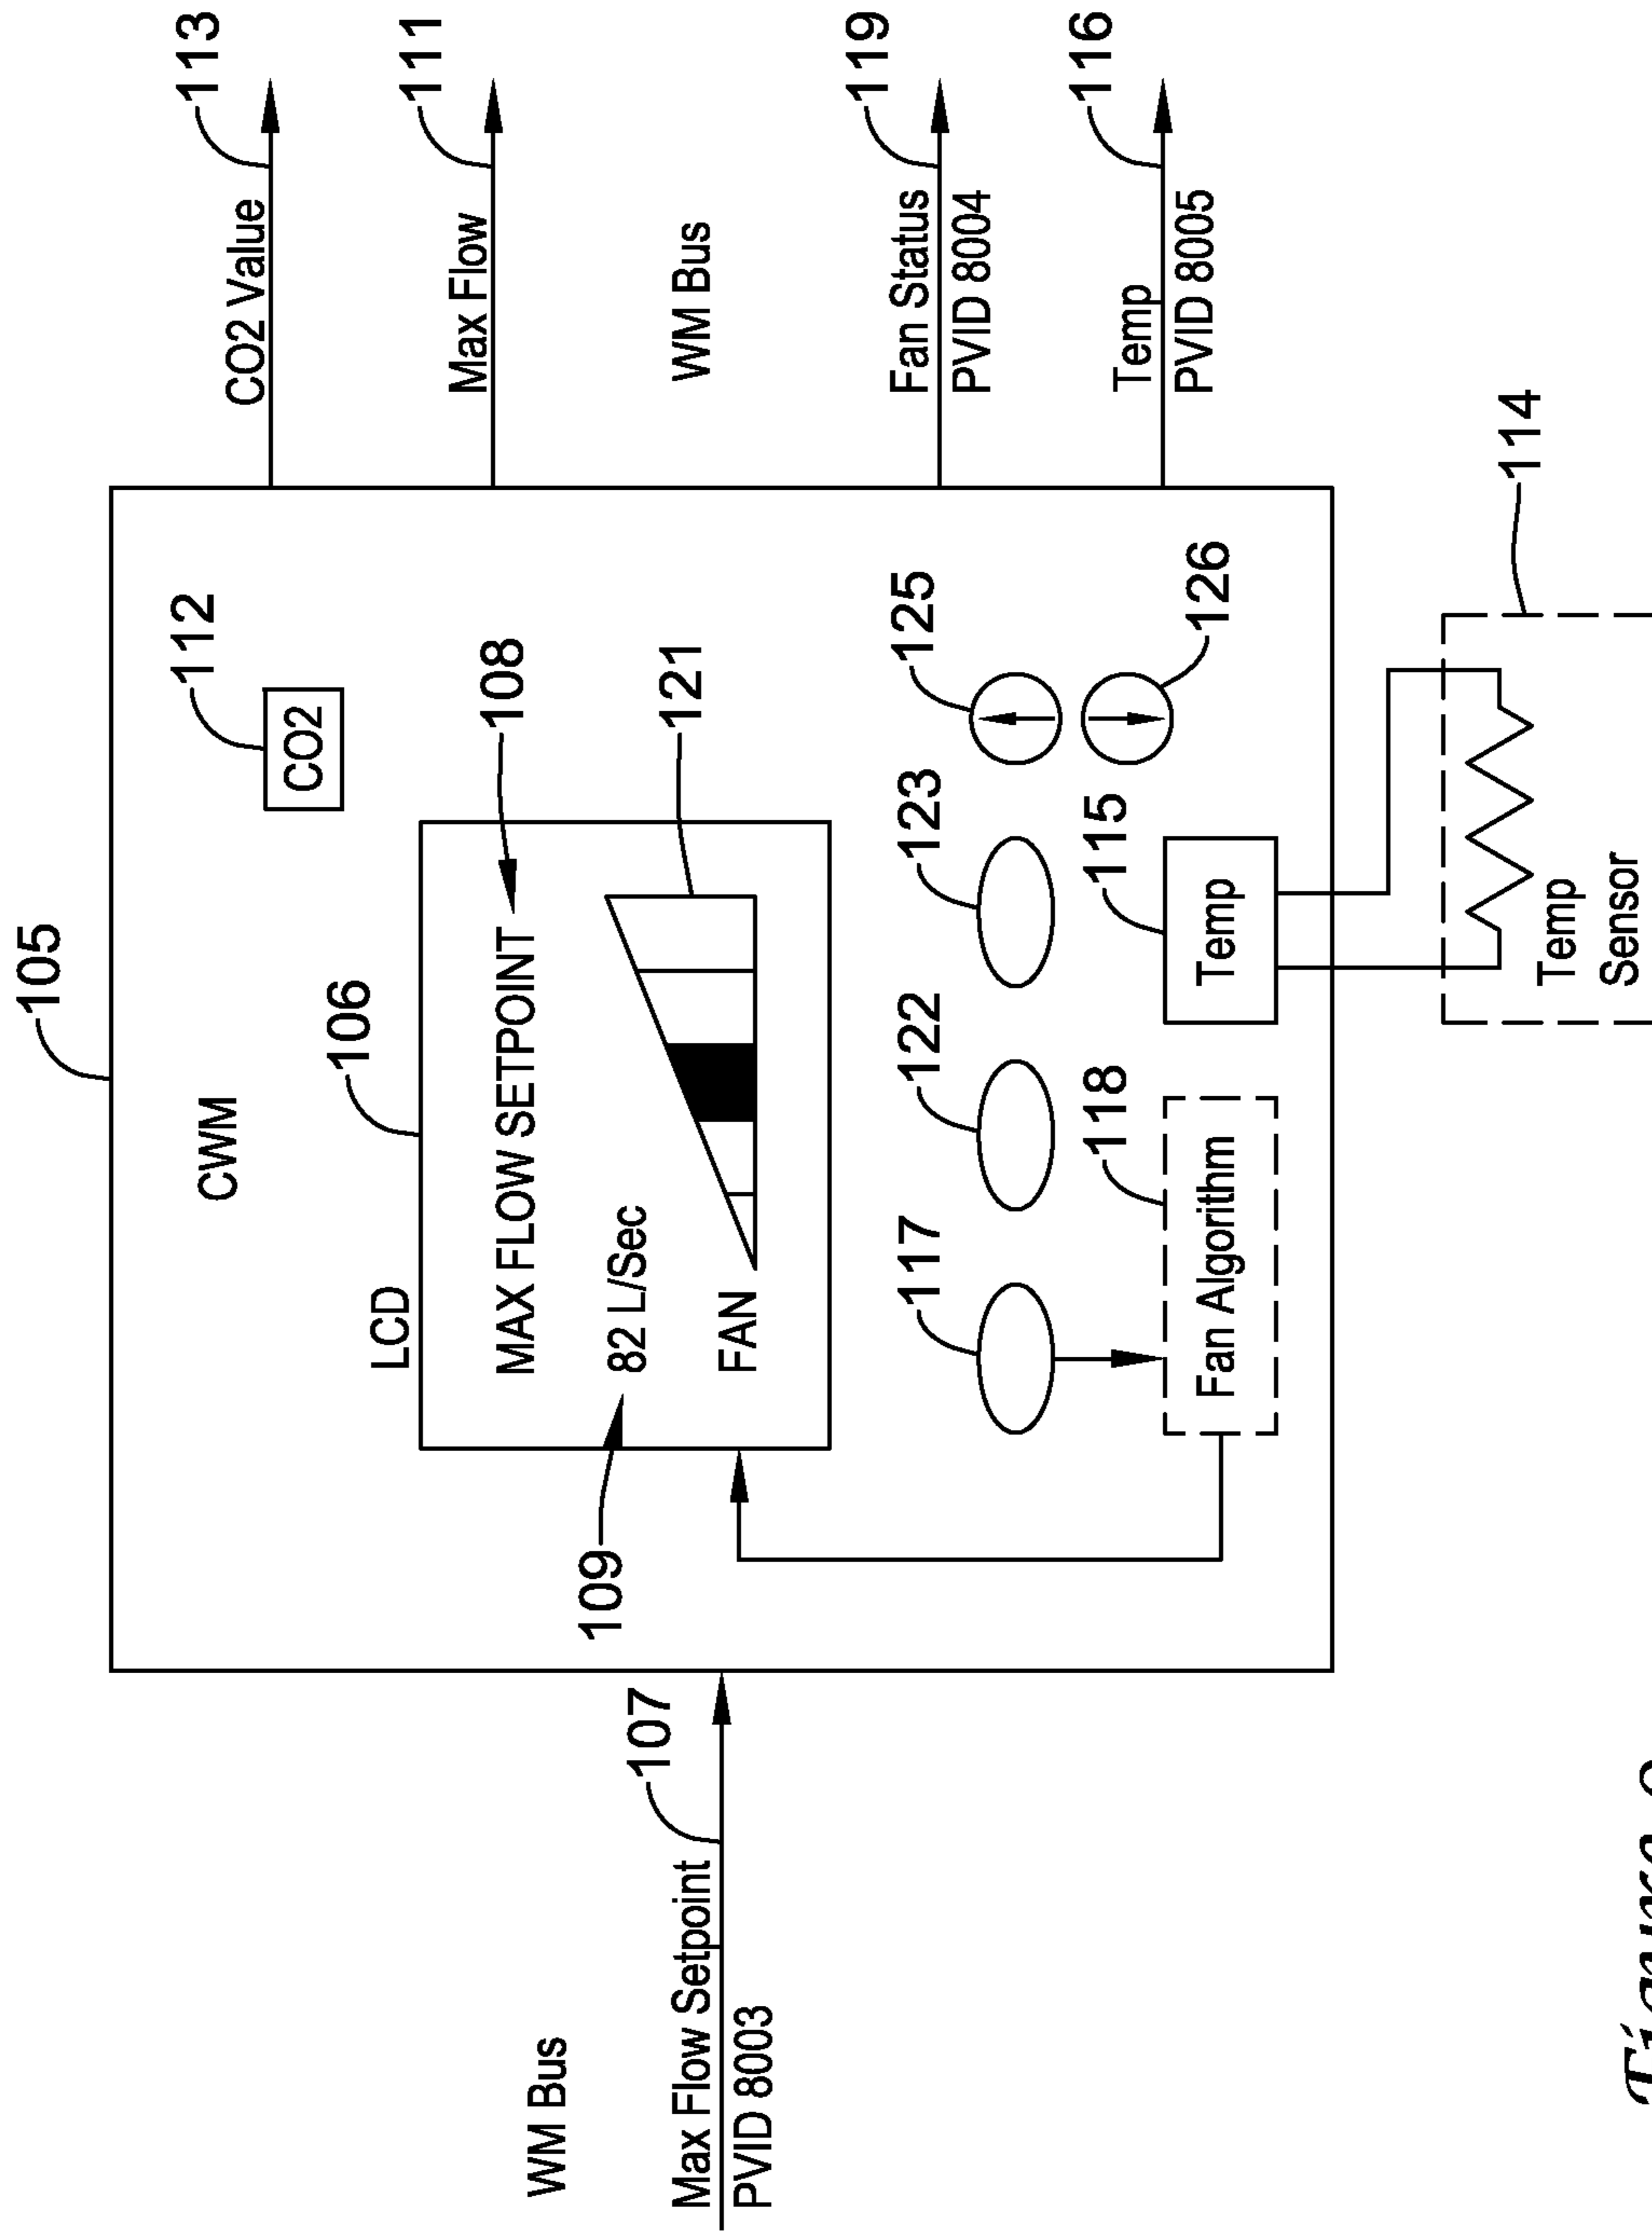 105
CWM
112
CO2
CO2 Value
113
LCD
106
108
MAX FLOW SETPOINT
Max Flow
111
109
82 L/Sec
121
FAN
WM Bus
WM Bus
107
Max Flow Setpoint
PVID 8003
117
122
123
125
126
Fan Status
PVID 8004
119
118
Fan Algorithm
115
Temp
Temp
PVID 8005
116
114
Temp
Sensor